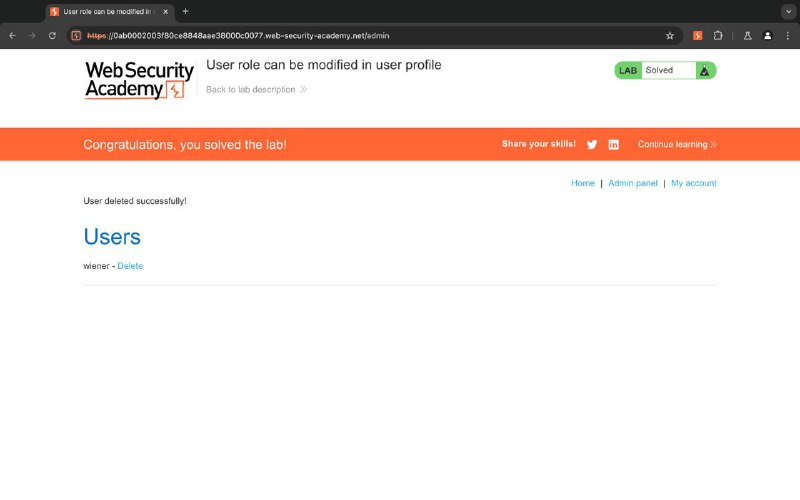 User role can be modified in
https://0ab0002003f80ce8848aae38000c0077.web-security-academy.net/admin
WebSecurity
Academy
User role can be modified in user profile
Back to lab description
LAB Solved
Congratulations, you solved the lab!
Share your skills!
Continue learning
Home | Admin panel | My account
User deleted successfully!
Users
wiener - Delete